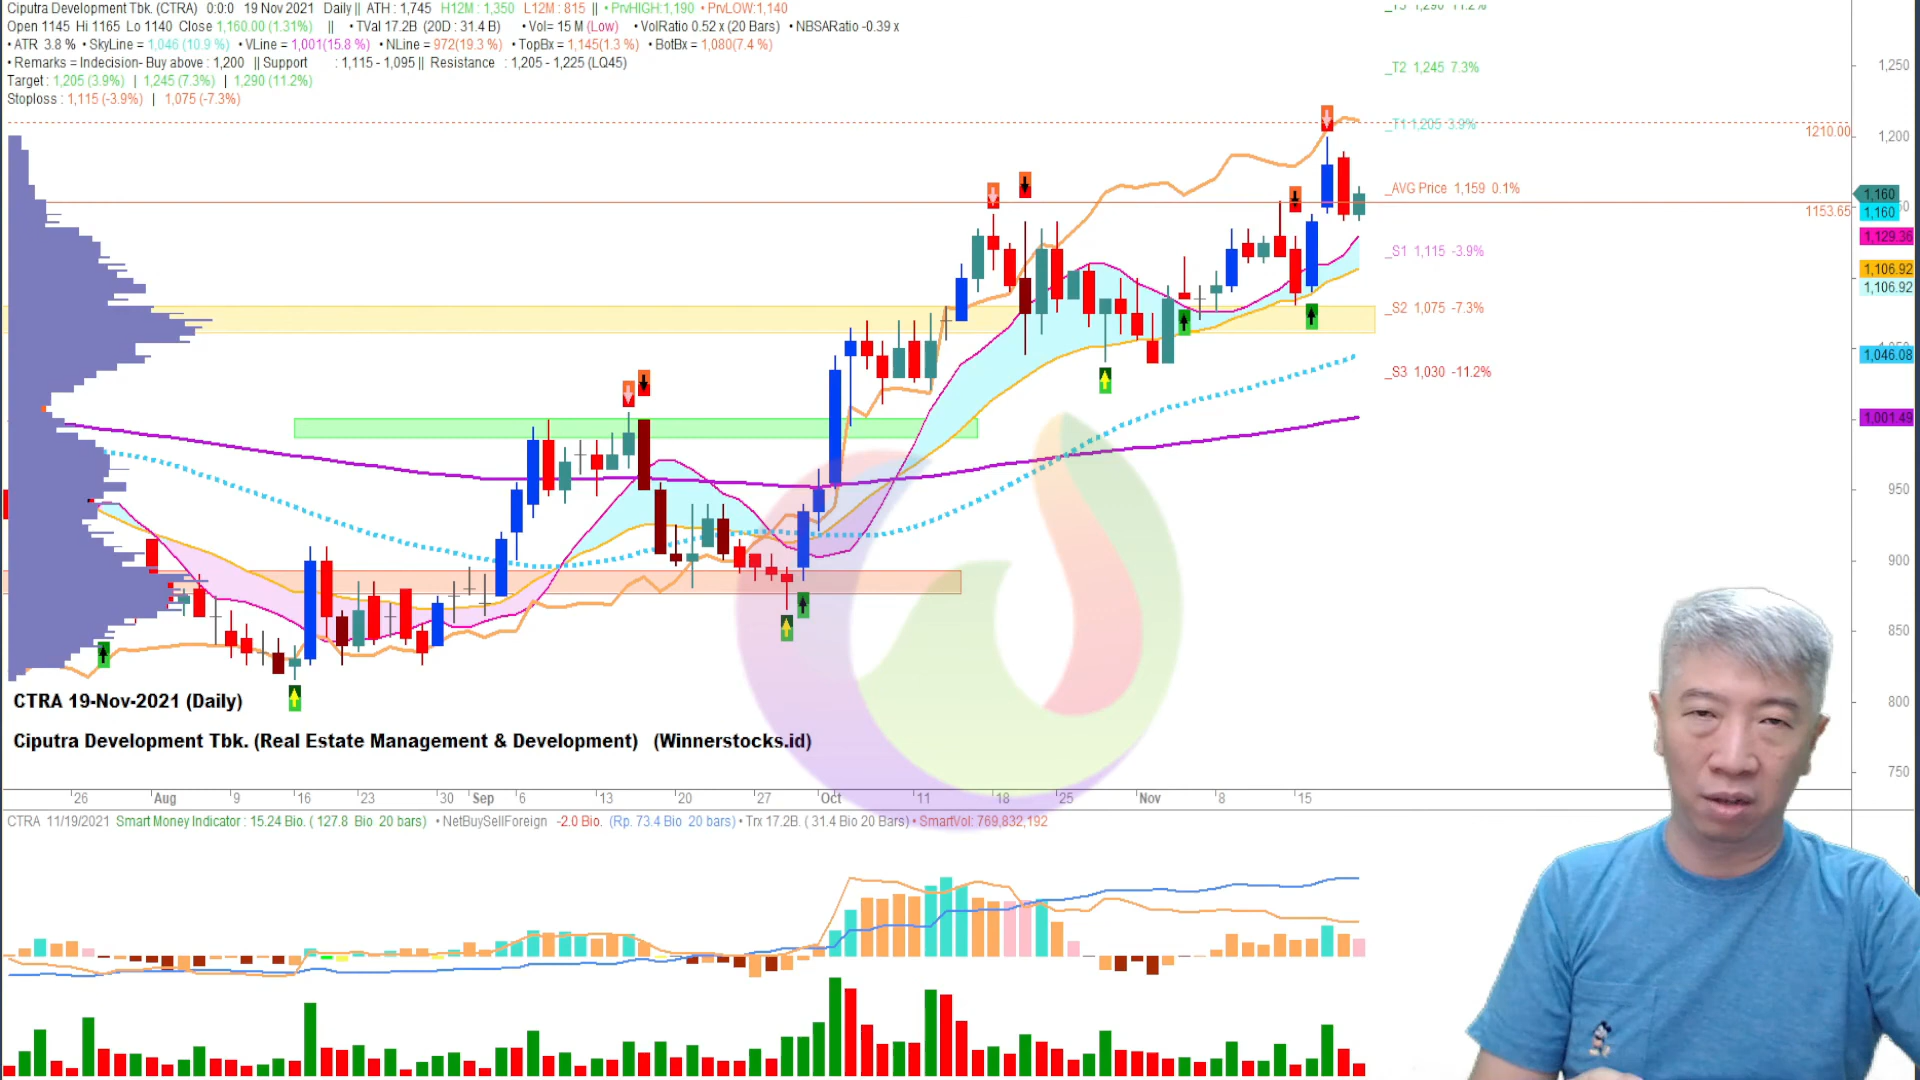 Ciputra Development Tbk. (CTRA)  0:0:0  19 Nov 2021  Daily || ATH : 1,745  H12M : 1,350  L12M : 815 || • PrvHIGH:1,190 • PrvLOW:1,140
Open 1145 Hi 1165 Lo 1140 Close 1,160.00 (1.31%) || • TVal 17.2B (20D : 31.4 B) • Vol= 15 M (Low) • VolRatio 0.52 x (20 Bars) • NBSARatio -0.39 x
• ATR 3.8 % • SkyLine = 1,046 (10.9 %) • VLine = 1,001(15.8 %) • NLine = 972(19.3 %) • TopBx = 1,145(1.3 %) • BotBx = 1,080(7.4 %)
• Remarks = Indecision- Buy above : 1,200 || Support : 1,115 - 1,095 || Resistance : 1,205 - 1,225 (LQ45)
Target : 1,205 (3.9%) | 1,245 (7.3%) | 1,290 (11.2%)
Stoploss : 1,115 (-3.9%) | 1,075 (-7.3%)
_T3 1,290 11.2%
_T2 1,245 7.3%
_T1 1,205 3.9%
_AVG Price 1,159 0.1%
_S1 1,115 -3.9%
_S2 1,075 -7.3%
_S3 1,030 -11.2%
1210.00
1153.65
1,250
1,200
1,160
1,160
1,129.36
1,106.92
1,106.92
1,046.08
1,001.49
950
900
850
800
750
CTRA 19-Nov-2021 (Daily)
Ciputra Development Tbk. (Real Estate Management & Development) (Winnerstocks.id)
26 Aug 9 16 23 30 Sep 6 13 20 27 Oct 11 18 25 Nov 8 15
CTRA 11/19/2021 Smart Money Indicator : 15.24 Bio. ( 127.8 Bio 20 bars) • NetBuySellForeign -2.0 Bio. (Rp. 73.4 Bio 20 bars) • Trx 17.2B. ( 31.4 Bio 20 Bars) • SmartVol: 769,832,192